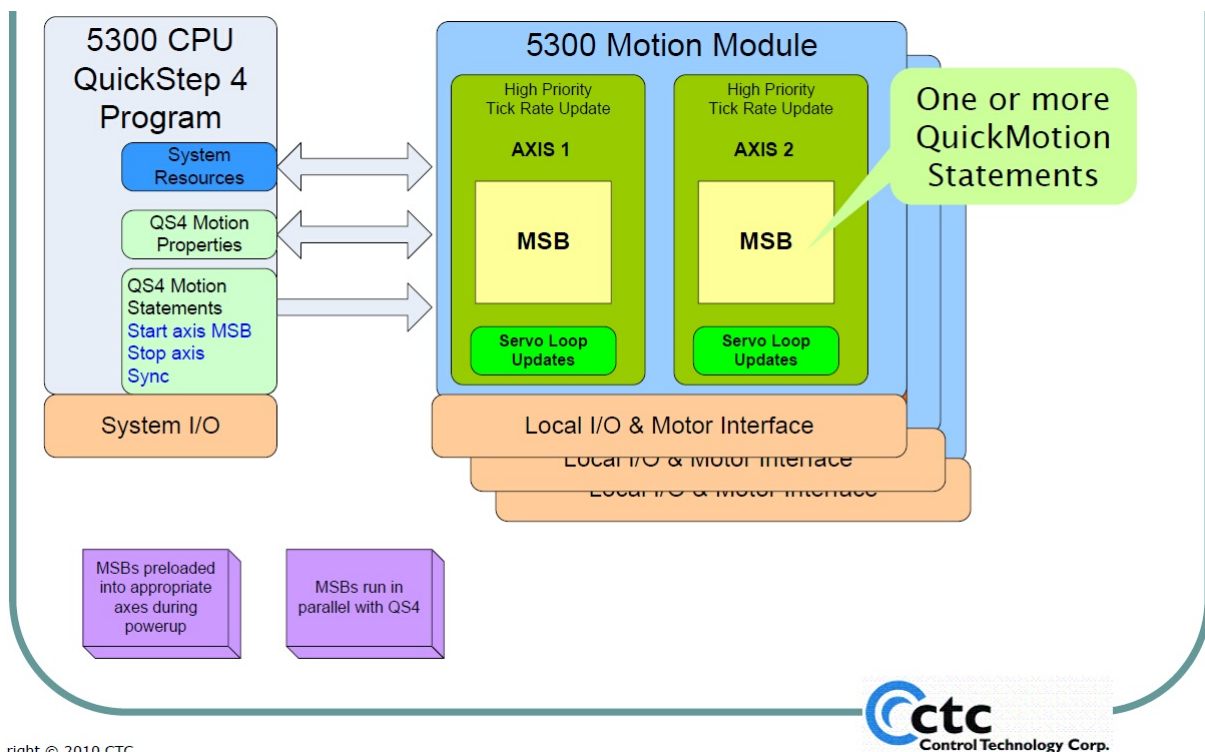 5300 CPU
QuickStep 4
Program
System
Resources
QS4 Motion
Properties
QS4 Motion
Statements
Start axis MSB
Stop axis
Sync
System I/O
5300 Motion Module
High Priority
Tick Rate Update
AXIS 1
MSB
Servo Loop
Updates
High Priority
Tick Rate Update
AXIS 2
MSB
Servo Loop
Updates
One or more
QuickMotion
Statements
Local I/O & Motor Interface
Local I/O & Motor Interface
Local I/O & Motor Interface
MSBs preloaded
into appropriate
axes during
powerup
MSBs run in
parallel with QS4
ctc
Control Technology Corp.
right © 2010 CTC